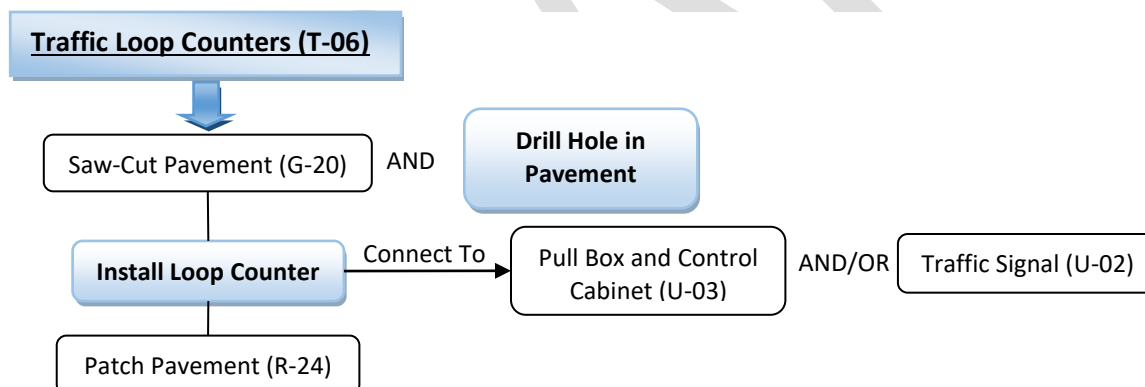 Traffic Loop Counters (T-06)
Saw-Cut Pavement (G-20)
AND
Drill Hole in
Pavement
Install Loop Counter
Connect To
Pull Box and Control
Cabinet (U-03)
AND/OR
Traffic Signal (U-02)
Patch Pavement (R-24)